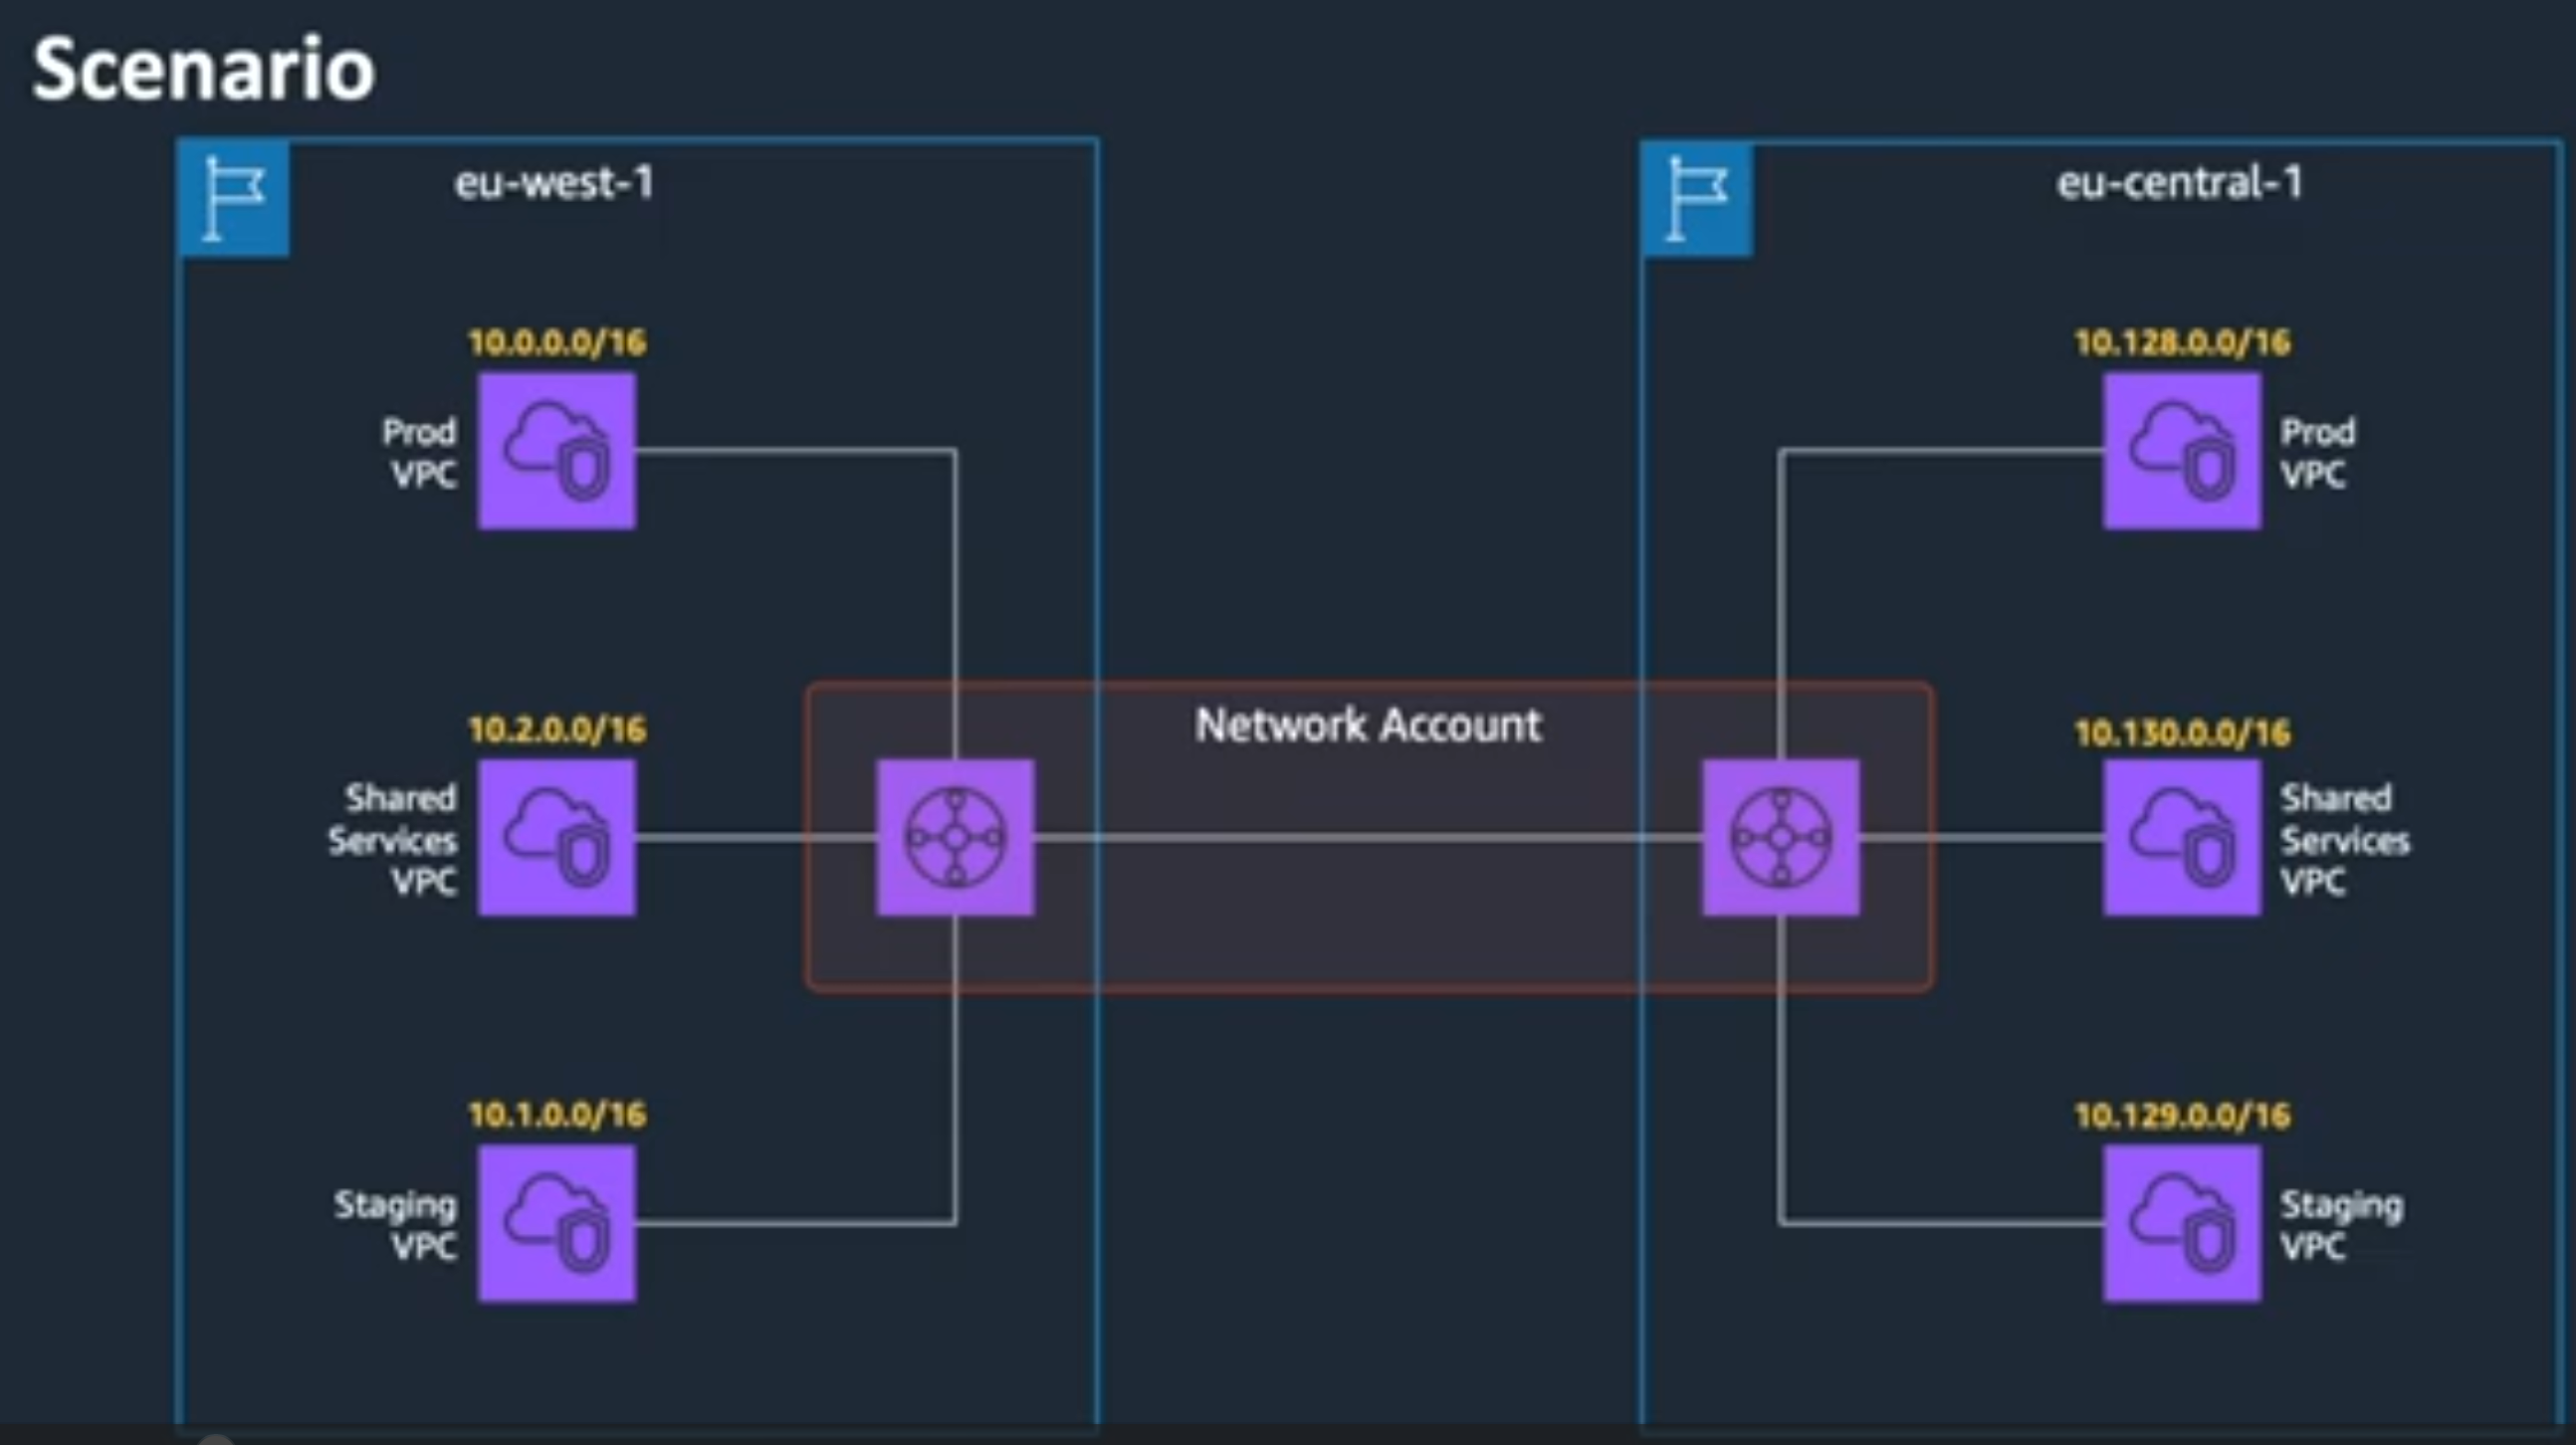 Scenario
eu-west-1
10.0.0.0/16
Prod
VPC
10.2.0.0/16
Shared
Services
VPC
10.1.0.0/16
Staging
VPC
Network Account
eu-central-1
10.128.0.0/16
Prod
VPC
10.130.0.0/16
Shared
Services
VPC
10.129.0.0/16
Staging
VPC